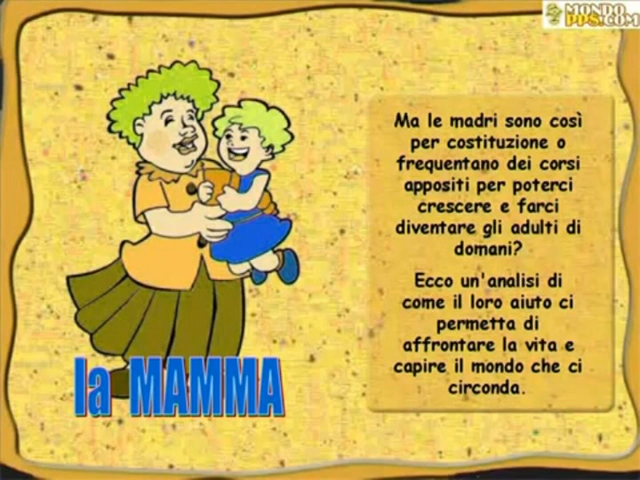 MONDO
PPS.COM
Ma le madri sono così
per costituzione o
frequentano dei corsi
appositi per poterci
crescere e farci
diventare gli adulti di
domani?
Ecco un'analisi di
come il loro aiuto ci
permetta di
affrontare la vita e
capire il mondo che ci
circonda.
la MAMMA